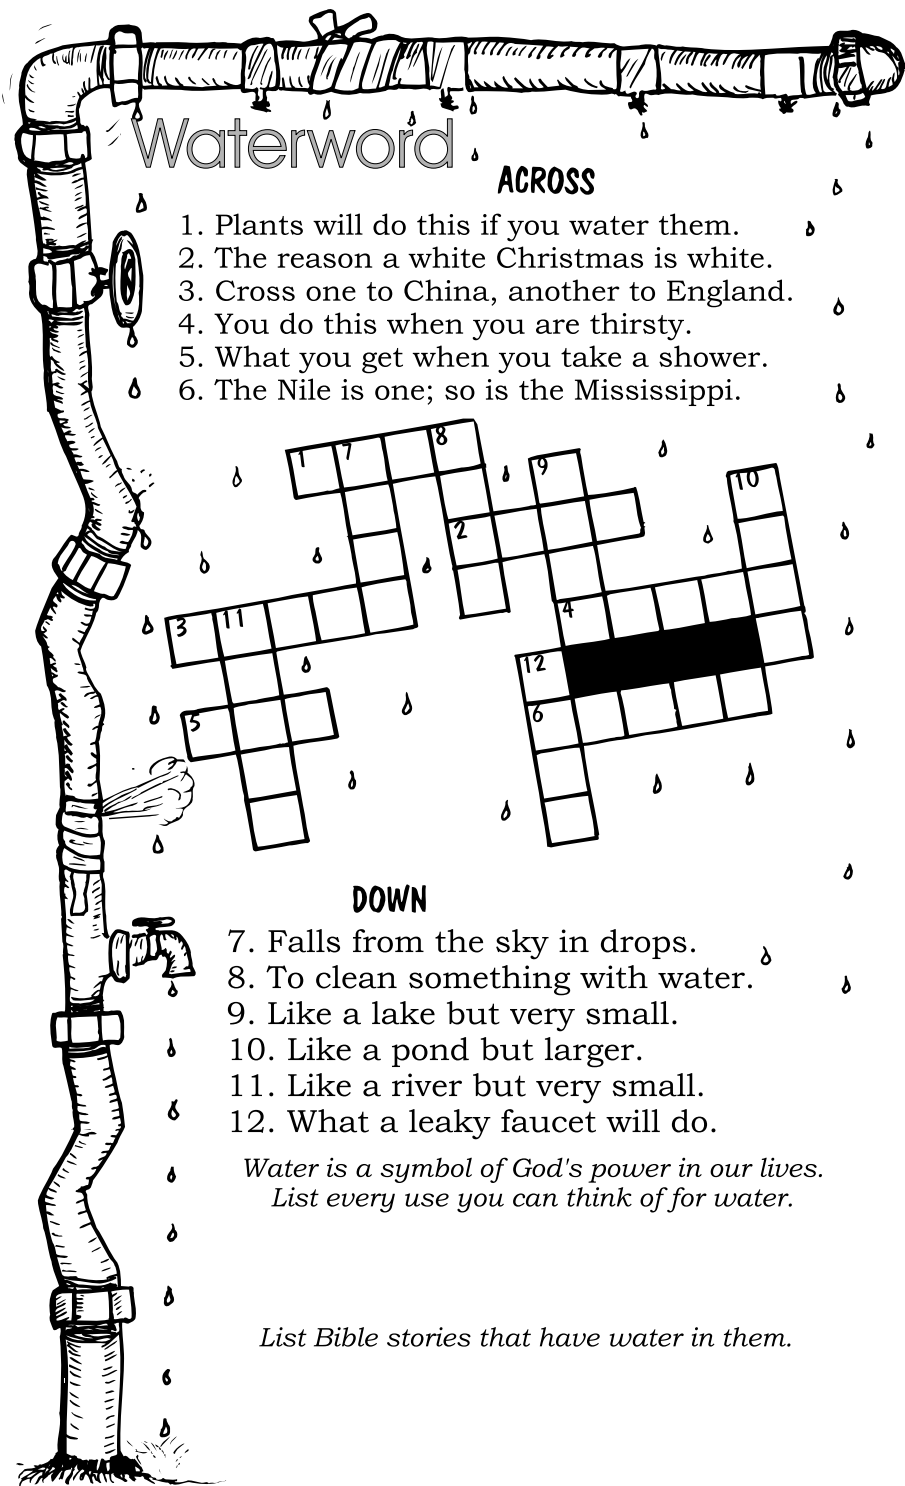 Waterword
ACROSS
1. Plants will do this if you water them.
2. The reason a white Christmas is white.
3. Cross one to China, another to England.
4. You do this when you are thirsty.
5. What you get when you take a shower.
6. The Nile is one; so is the Mississippi.
1 7 8
9
10
2
4
3 11
12
5
6
DOWN
7. Falls from the sky in drops.
8. To clean something with water.
9. Like a lake but very small.
10. Like a pond but larger.
11. Like a river but very small.
12. What a leaky faucet will do.
Water is a symbol of God's power in our lives.
List every use you can think of for water.
List Bible stories that have water in them.